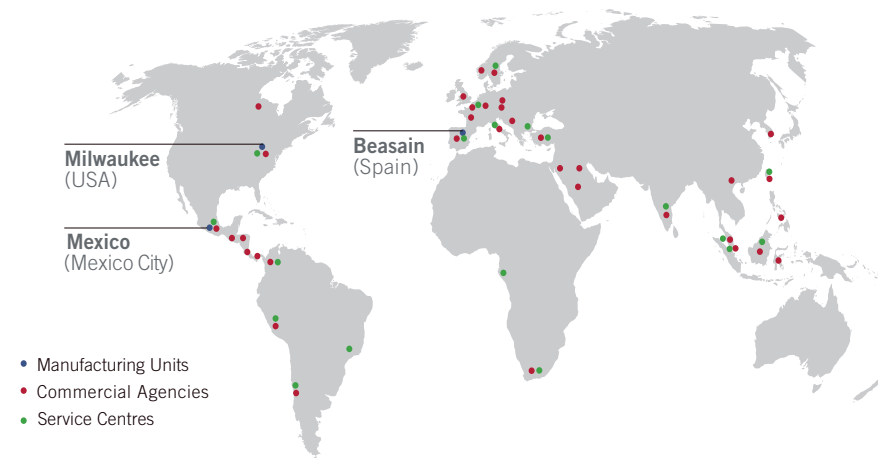 Milwaukee
(USA)
Beasain
(Spain)
Mexico
(Mexico City)
Manufacturing Units
Commercial Agencies
Service Centres